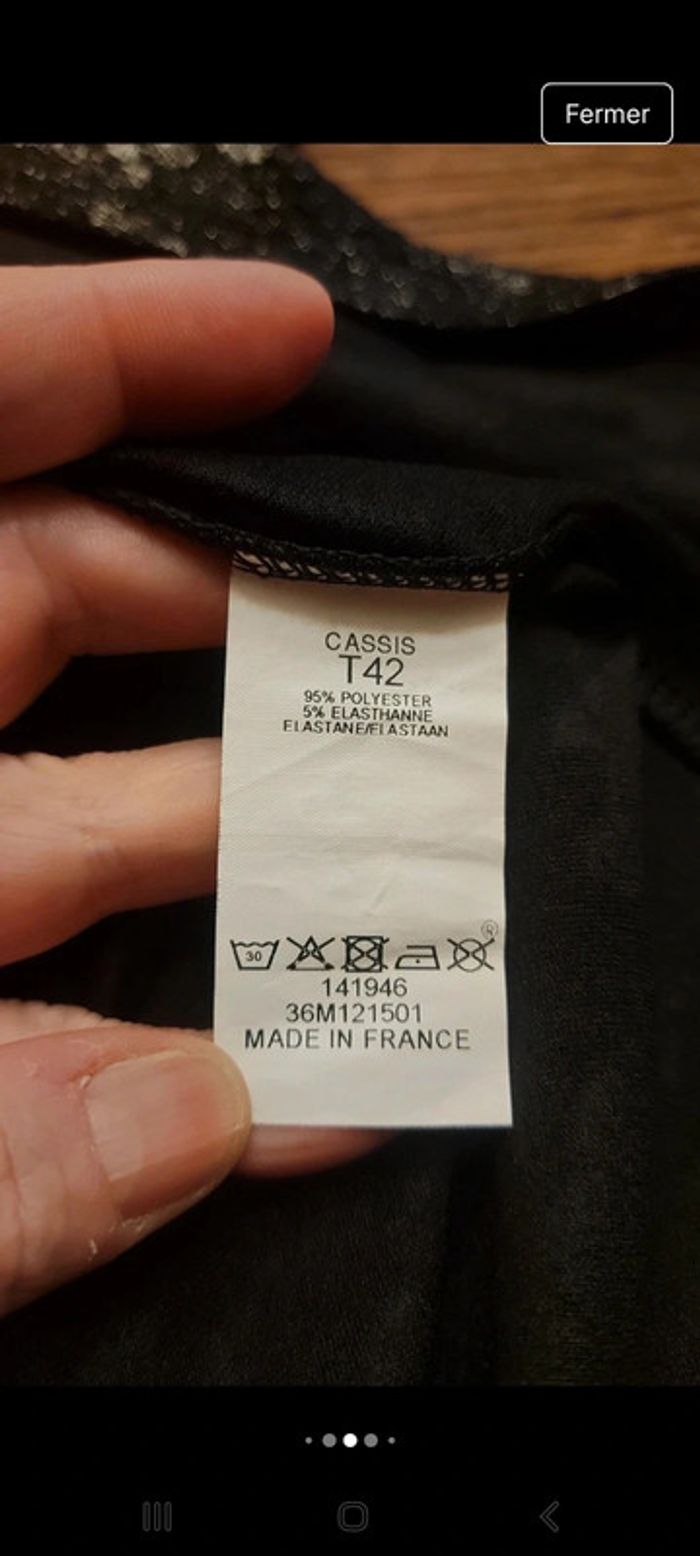 Fermer
CASSIS
T42
95% POLYESTER
5% ELASTHANNE
ELASTANE/ELASTAAN
30
141946
36M121501
MADE IN FRANCE